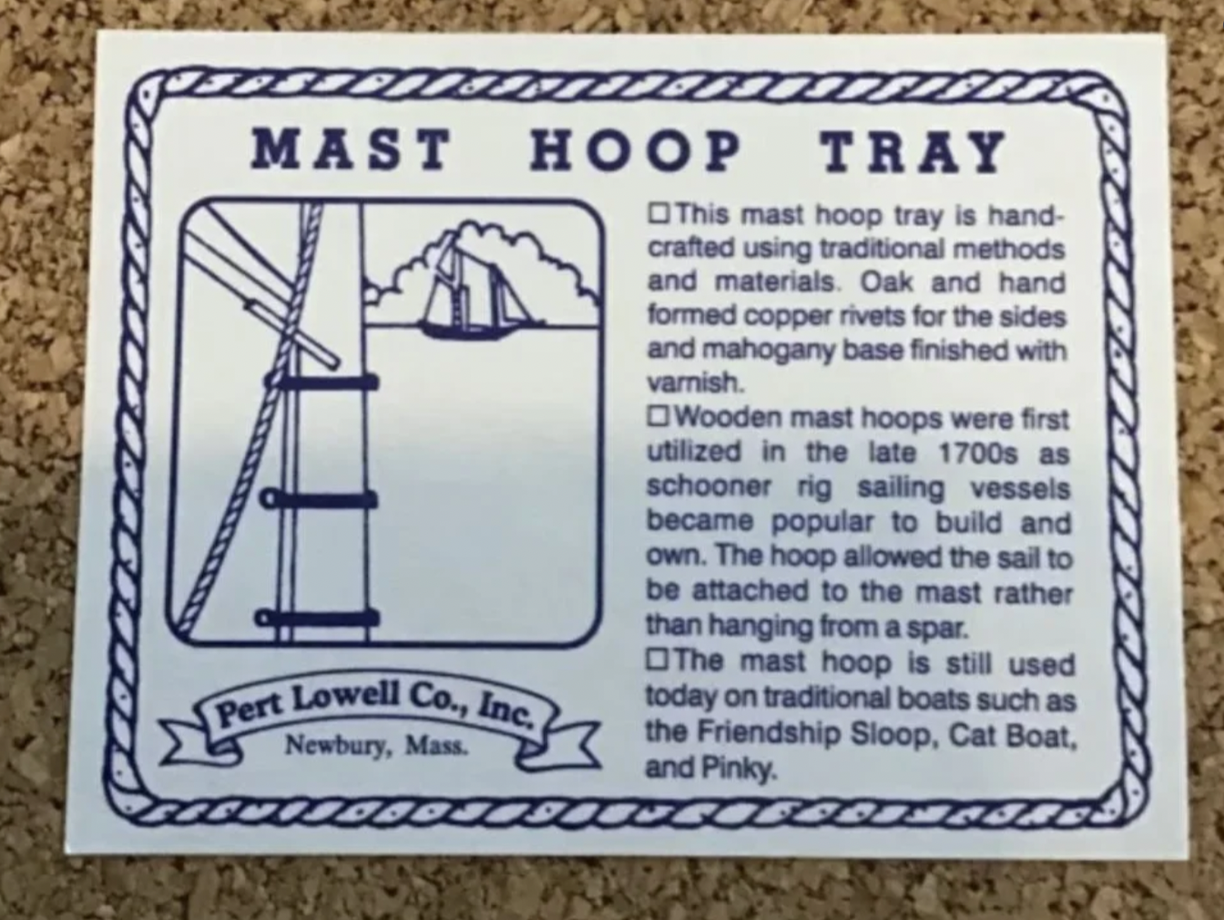 MAST HOOP TRAY
☐This mast hoop tray is hand-
crafted using traditional methods
and materials. Oak and hand
formed copper rivets for the sides
and mahogany base finished with
varnish.
☐Wooden mast hoops were first
utilized in the late 1700s as
schooner rig sailing vessels
became popular to build and
own. The hoop allowed the sail to
be attached to the mast rather
than hanging from a spar.
☐The mast hoop is still used
today on traditional boats such as
the Friendship Sloop, Cat Boat,
and Pinky.
Pert Lowell Co., Inc.
Newbury, Mass.